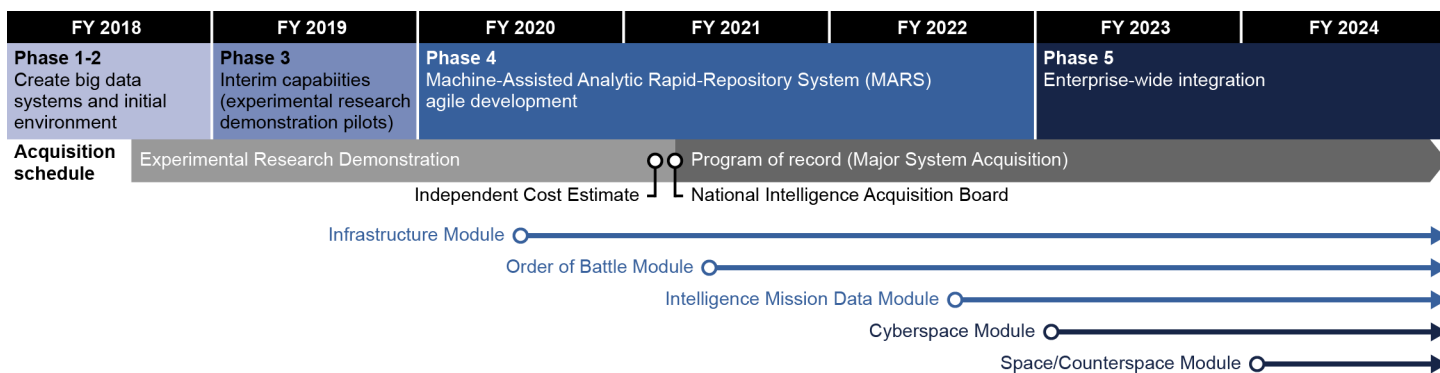 FY 2018 FY 2019 FY 2020 FY 2021 FY 2022 FY 2023 FY 2024
Phase 1-2
Create big data
systems and initial
environment
Phase 3
Interim capabiities
(experimental research
demonstration pilots)
Phase 4
Machine-Assisted Analytic Rapid-Repository System (MARS)
agile development
Phase 5
Enterprise-wide integration
Acquisition
schedule
Experimental Research Demonstration
Program of record (Major System Acquisition)
Independent Cost Estimate
National Intelligence Acquisition Board
Infrastructure Module
Order of Battle Module
Intelligence Mission Data Module
Cyberspace Module
Space/Counterspace Module